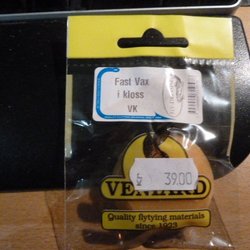 Fast Vax
i kloss
VK
39.00
VENIARD
Quality flytying materials
since 1923